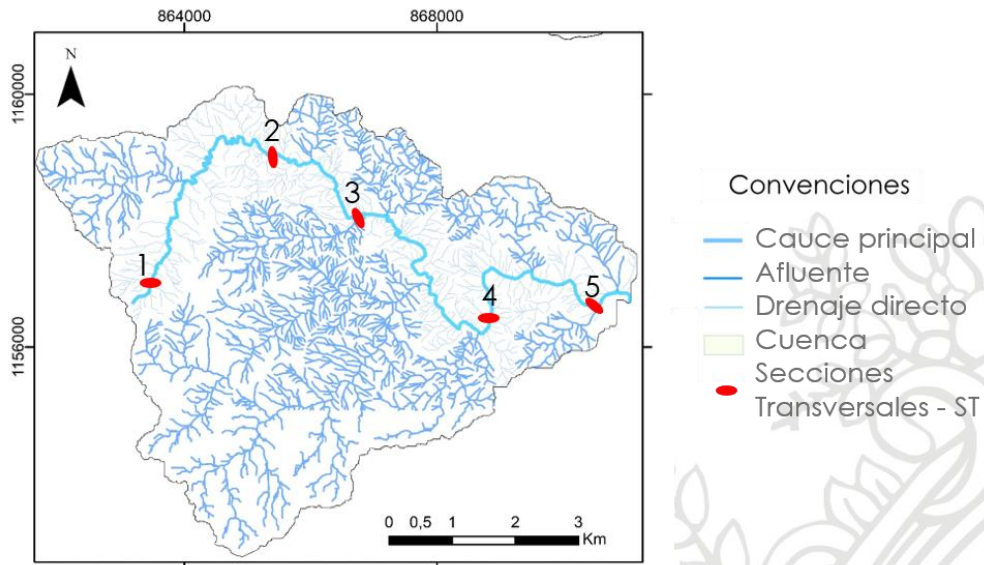 864000
868000
N
1160000
1156000
1
2
3
4
5
0 0,5 1 2 3
Km
Convenciones
Cauce principal
Afluente
Drenaje directo
Cuenca
Secciones
Transversales - ST